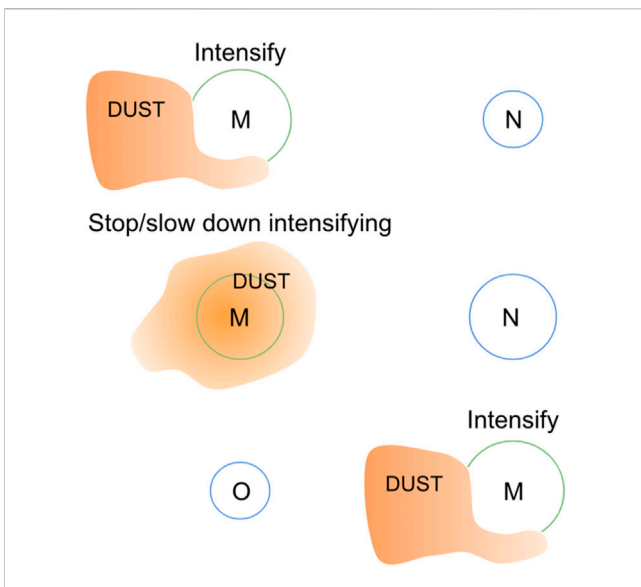 Intensify
DUST
M
N
Stop/slow down intensifying
DUST
M
N
Intensify
DUST
M
O